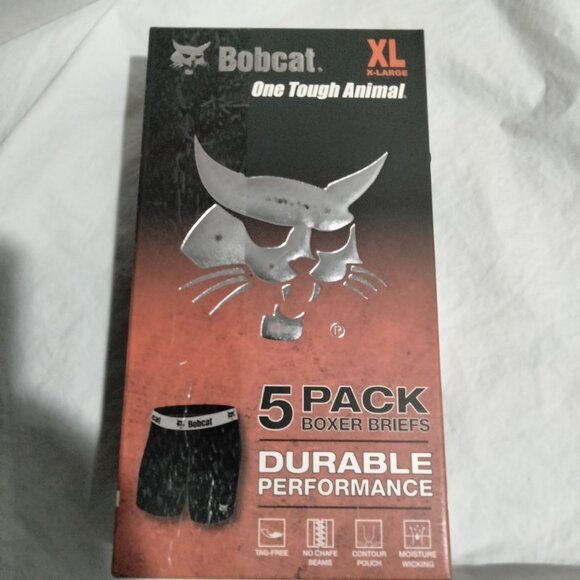 Bobcat.
XL
X-LARGE
One Tough Animal.
®
5 PACK
BOXER BRIEFS
Bobcat
DURABLE
PERFORMANCE
TAG-FREE
NO CHAFE
SEAMS
CONTOUR
POUCH
MOISTURE
WICKING